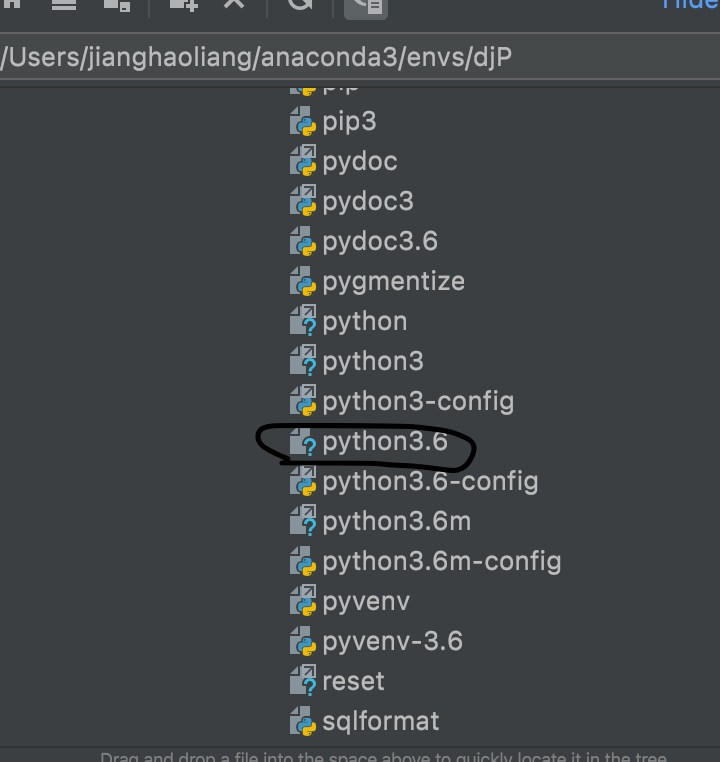 Hide
/Users/jianghaoliang/anaconda3/envs/djP
pip
pip3
pydoc
pydoc3
pydoc3.6
pygmentize
python
python3
python3-config
python3.6
python3.6-config
python3.6m
python3.6m-config
pyvenv
pyvenv-3.6
reset
sqlformat
Drag and drop a file into the space above to quickly locate it in the tree